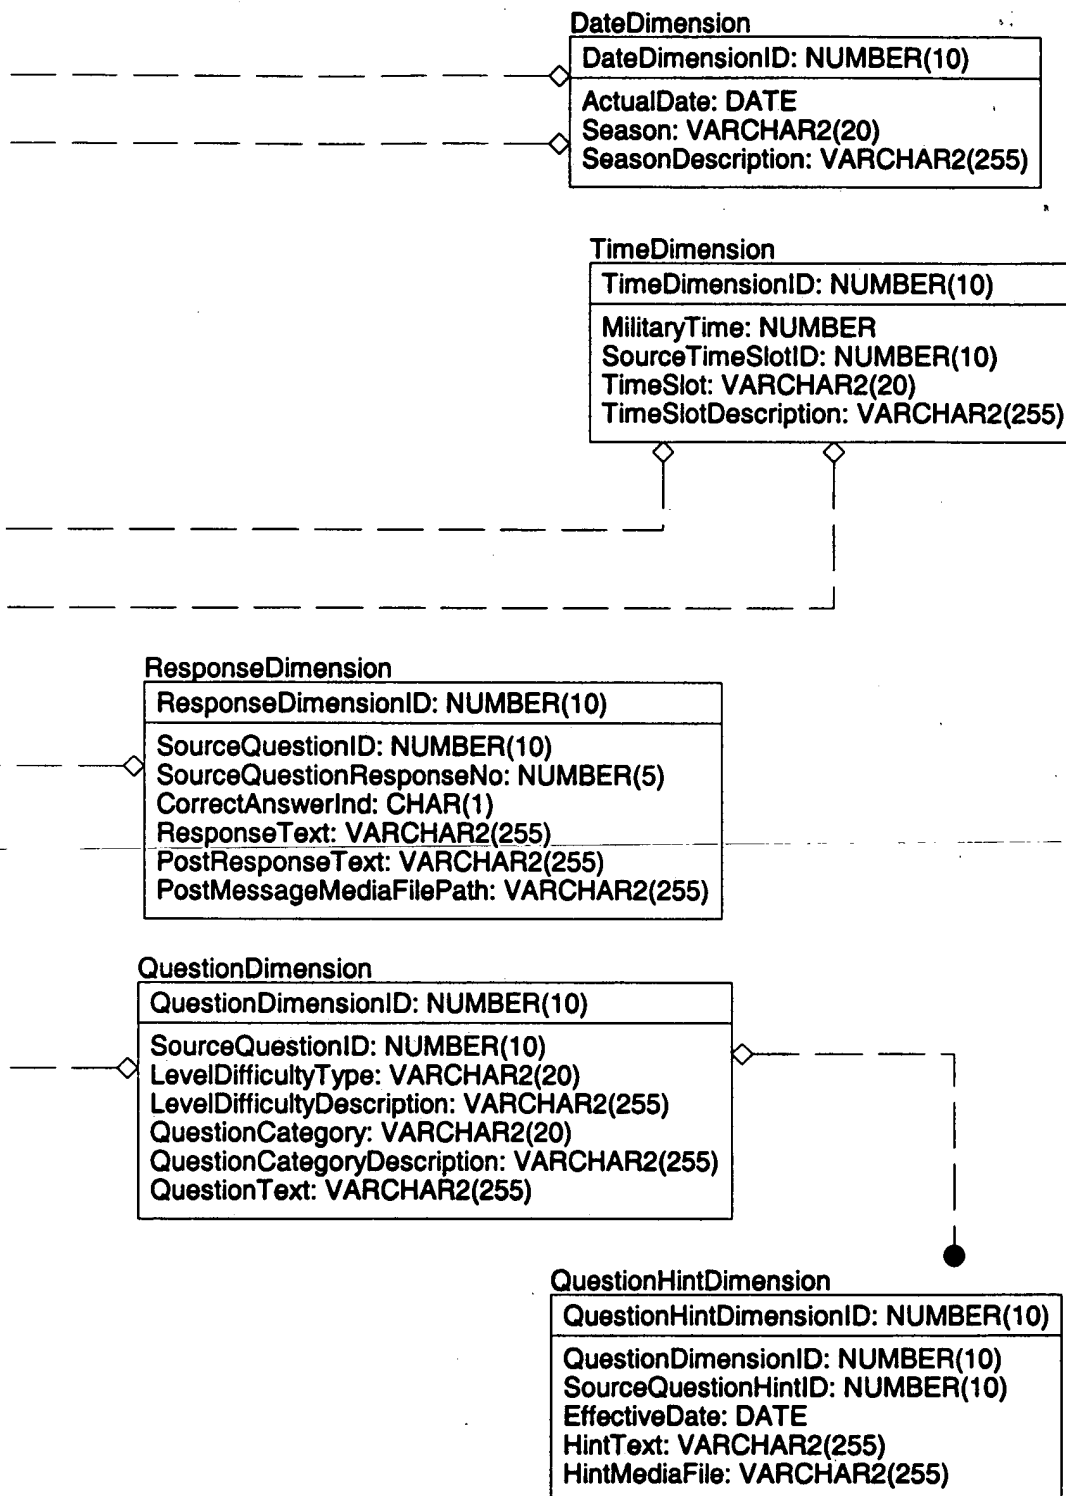 DateDimension
DateDimensionID: NUMBER(10)
ActualDate: DATE
Season: VARCHAR2(20)
SeasonDescription: VARCHAR2(255)
TimeDimension
TimeDimensionID: NUMBER(10)
MilitaryTime: NUMBER
SourceTimeSlotID: NUMBER(10)
TimeSlot: VARCHAR2(20)
TimeSlotDescription: VARCHAR2(255)
ResponseDimension
ResponseDimensionID: NUMBER(10)
SourceQuestionID: NUMBER(10)
SourceQuestionResponseNo: NUMBER(5)
CorrectAnswerInd: CHAR(1)
ResponseText: VARCHAR2(255)
PostResponseText: VARCHAR2(255)
PostMessageMediaFilePath: VARCHAR2(255)
QuestionDimension
QuestionDimensionID: NUMBER(10)
SourceQuestionID: NUMBER(10)
LevelDifficultyType: VARCHAR2(20)
LevelDifficultyDescription: VARCHAR2(255)
QuestionCategory: VARCHAR2(20)
QuestionCategoryDescription: VARCHAR2(255)
QuestionText: VARCHAR2(255)
QuestionHintDimension
QuestionHintDimensionID: NUMBER(10)
QuestionDimensionID: NUMBER(10)
SourceQuestionHintID: NUMBER(10)
EffectiveDate: DATE
HintText: VARCHAR2(255)
HintMediaFile: VARCHAR2(255)